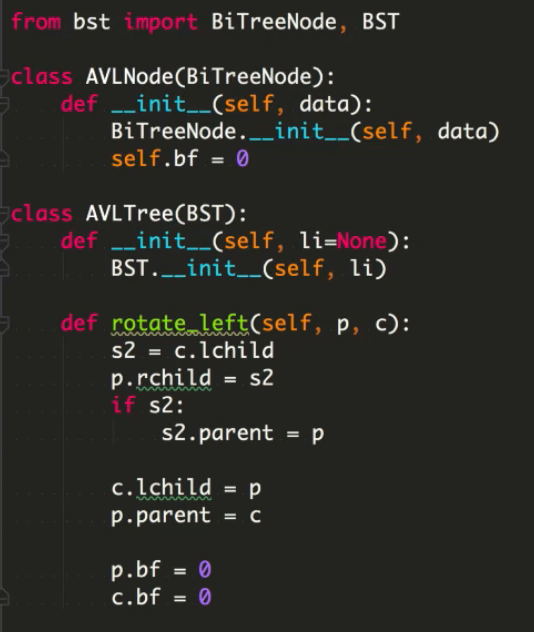 from bst import BiTreeNode, BST
class AVLNode(BiTreeNode):
def __init__(self, data):
BiTreeNode.__init__(self, data)
self.bf = 0
class AVLTree(BST):
def __init__(self, li=None):
BST.__init__(self, li)
def rotate_left(self, p, c):
s2 = c.lchild
p.rchild = s2
if s2:
s2.parent = p
c.lchild = p
p.parent = c
p.bf = 0
c.bf = 0